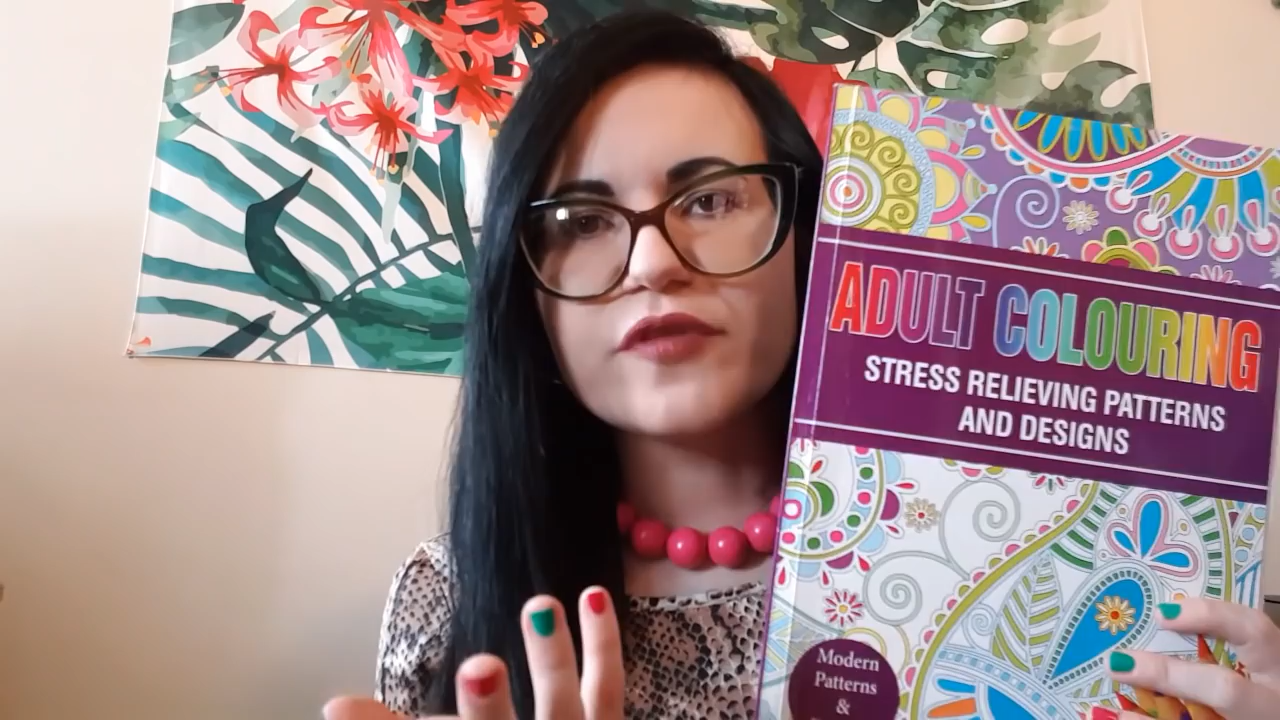 ADULT COLOURING
STRESS RELIEVING PATTERNS
AND DESIGNS
Modern
Patterns
&